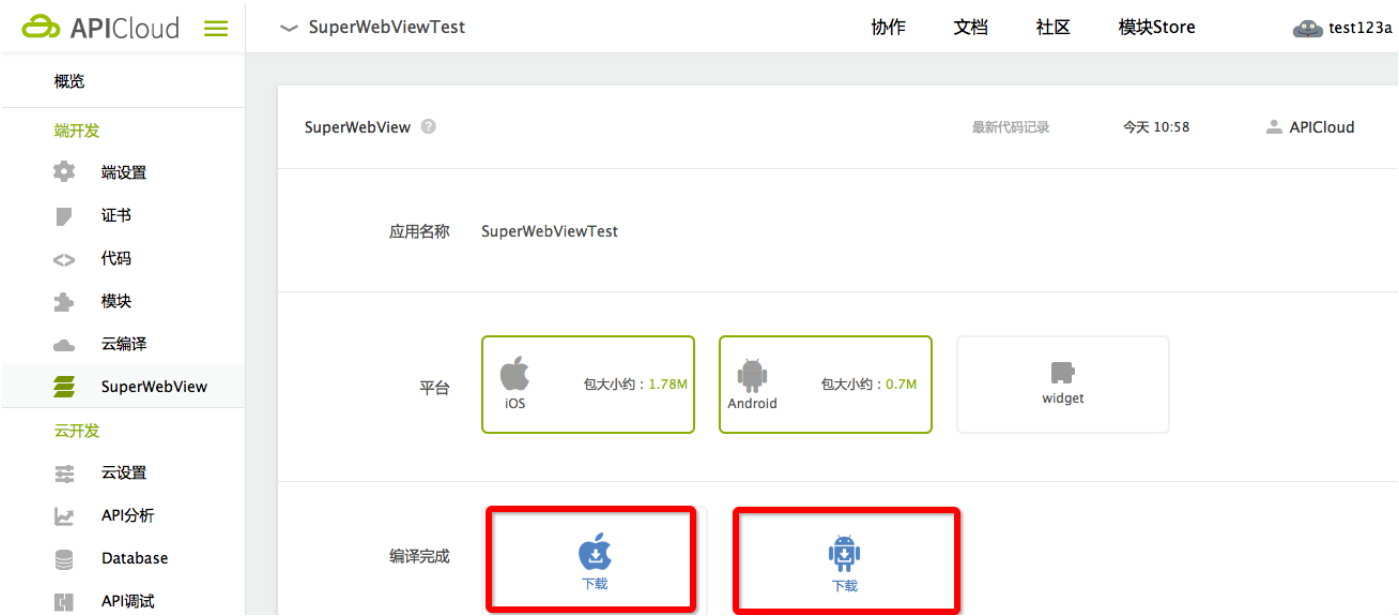 APICloud
SuperWebViewTest
协作
文档
社区
模块Store
test123a
概览
端开发
端设置
证书
代码
模块
云编译
SuperWebView
云开发
云设置
API分析
Database
API调试
SuperWebView
最新代码记录
今天 10:58
APICloud
应用名称
SuperWebViewTest
平台
iOS
包大小约：1.78M
Android
包大小约：0.7M
widget
编译完成
下载
下载